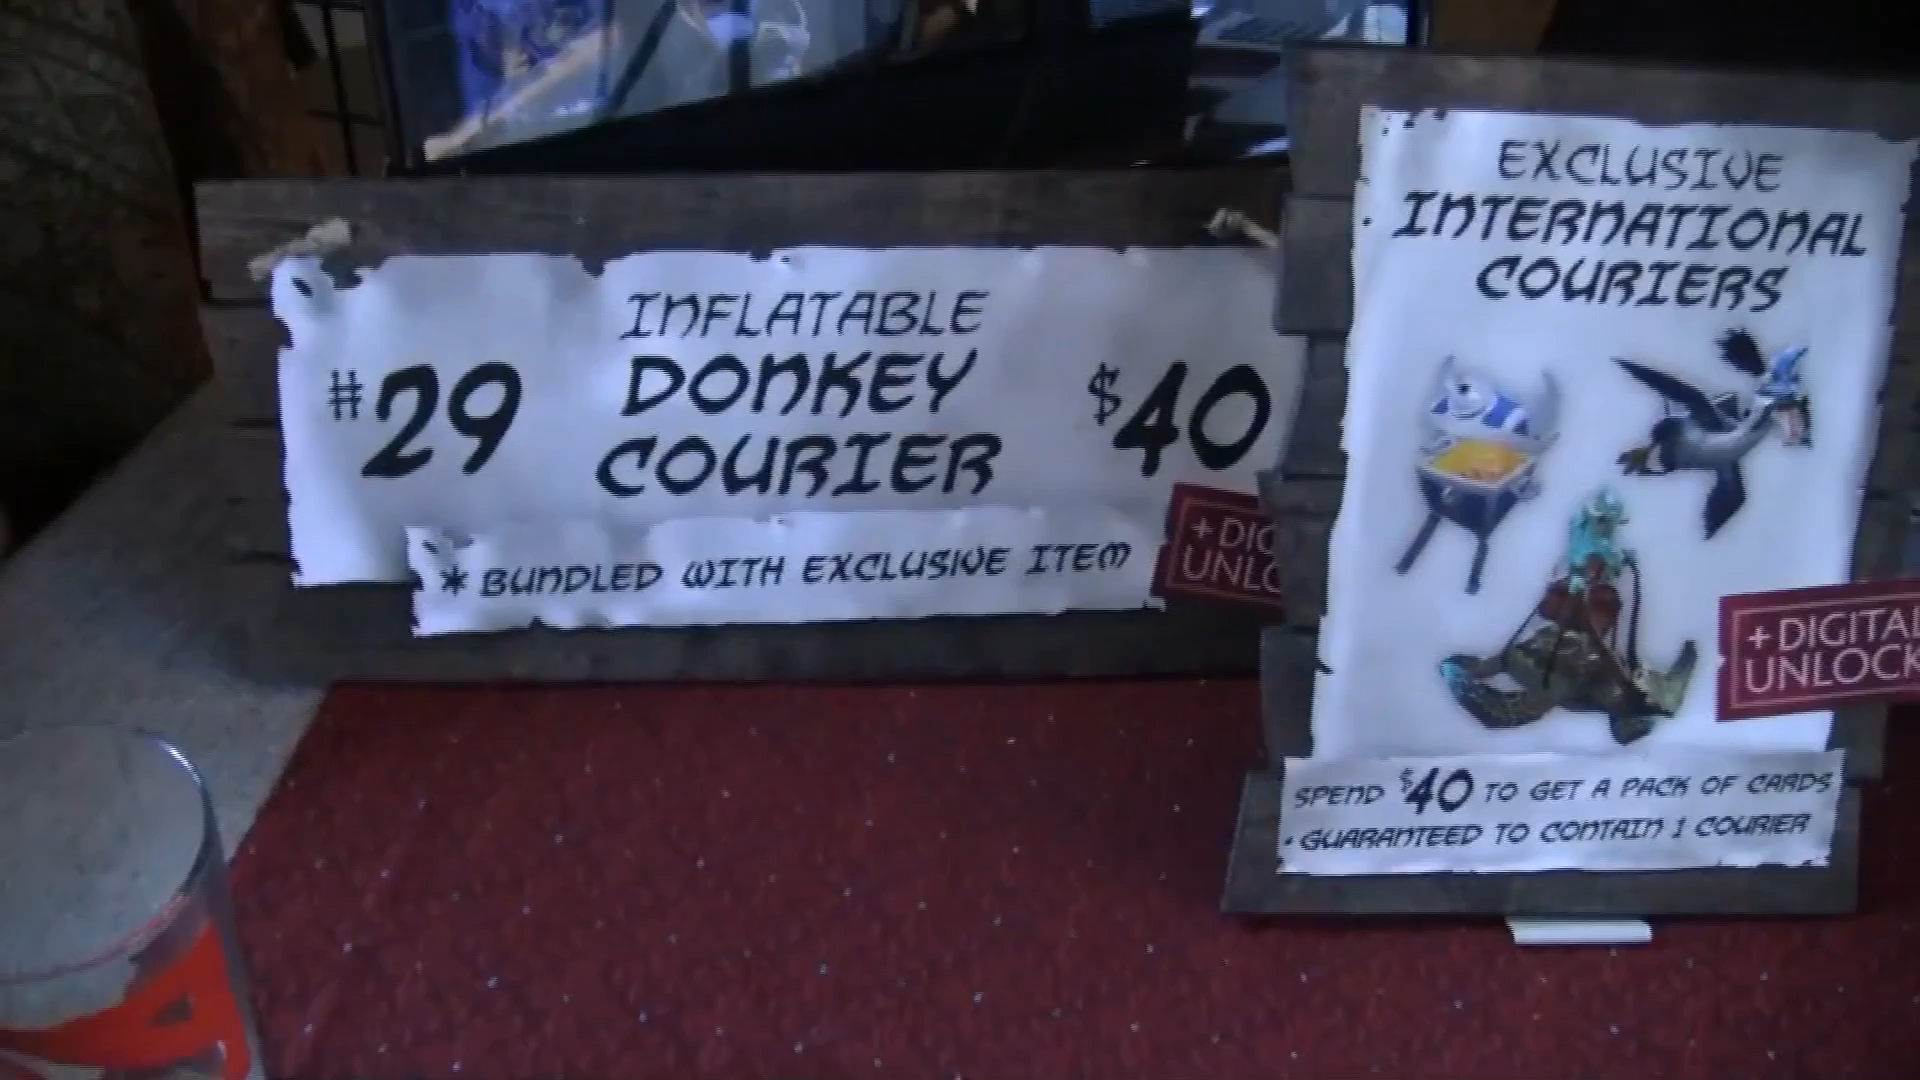 #29
INFLATABLE
DONKEY
COURIER
$40
* BUNDLED WITH EXCLUSIVE ITEM
EXCLUSIVE
INTERNATIONAL
COURIERS
+ DIGITAL
UNLOCK
SPEND $40 TO GET A PACK OF CARDS
• GUARANTEED TO CONTAIN 1 COURIER